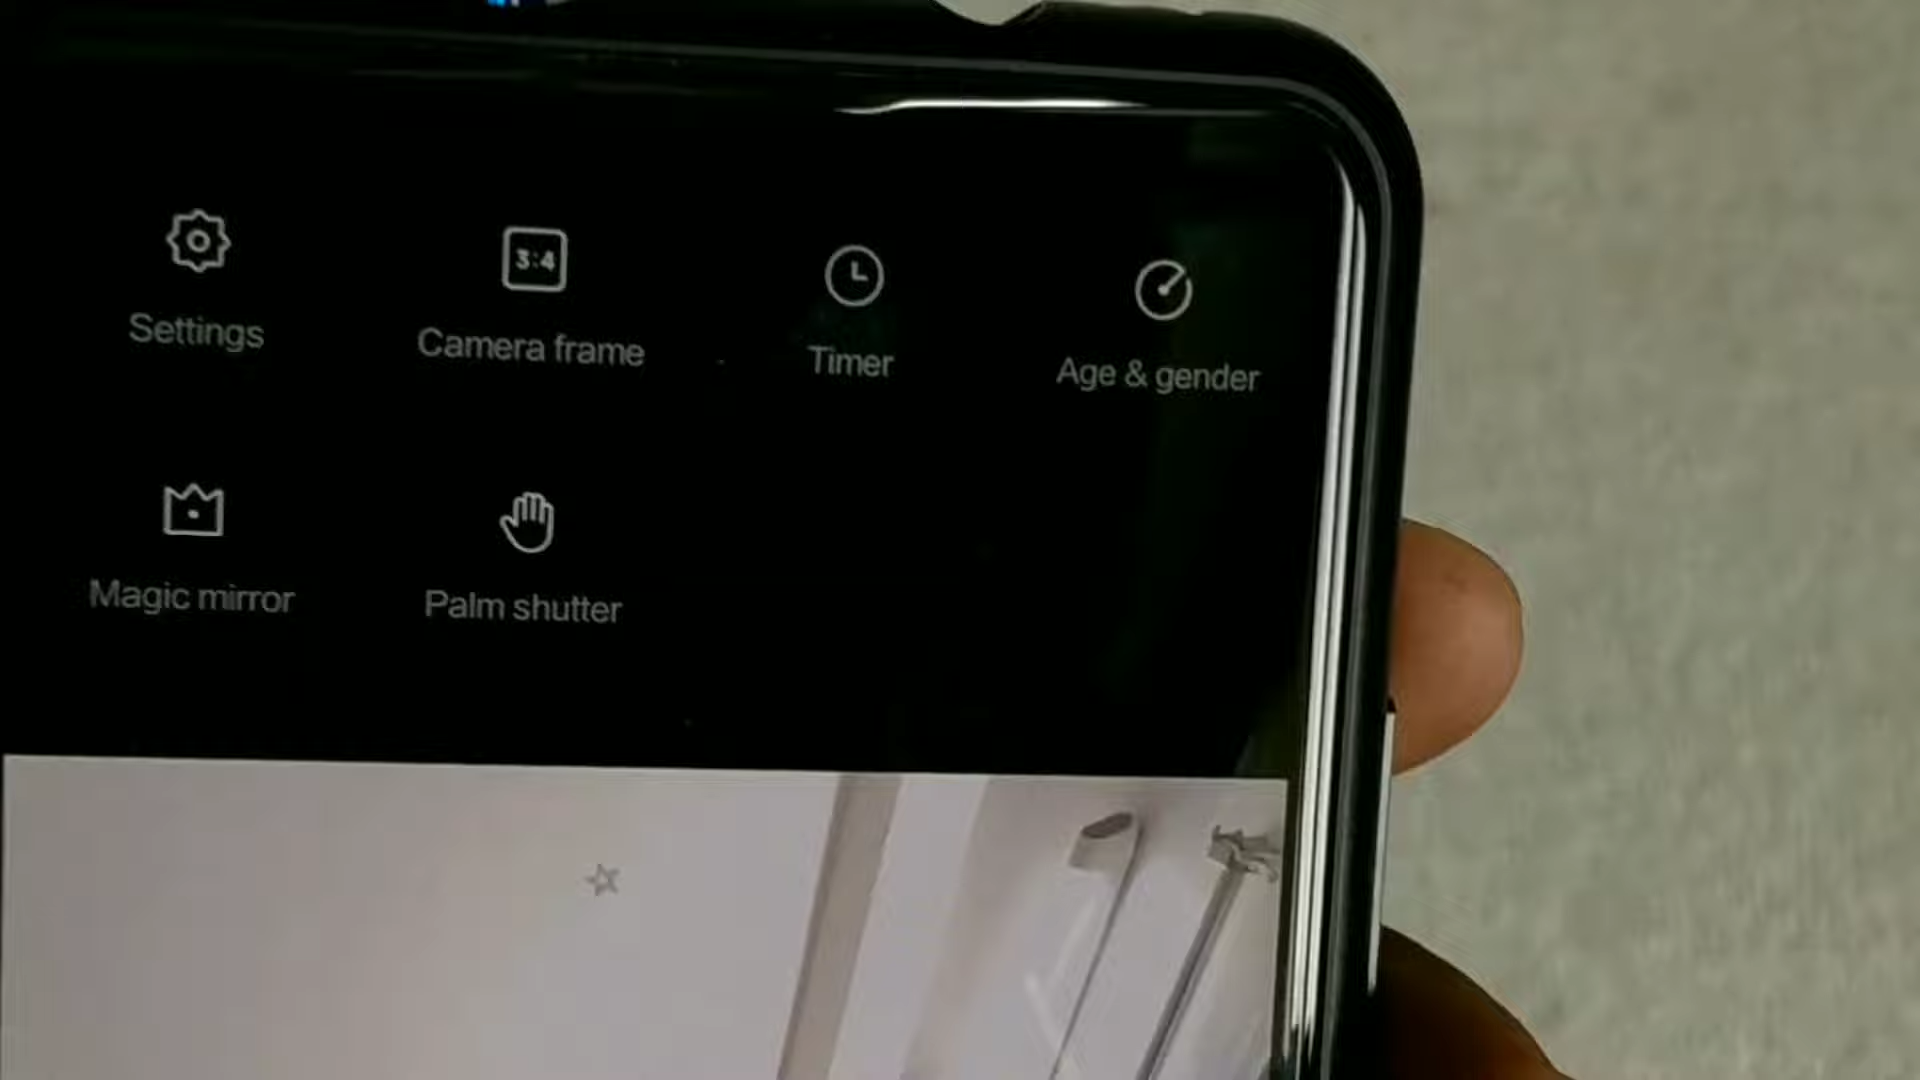 3:4
Settings
Camera frame
Timer
Age & gender
Magic mirror
Palm shutter